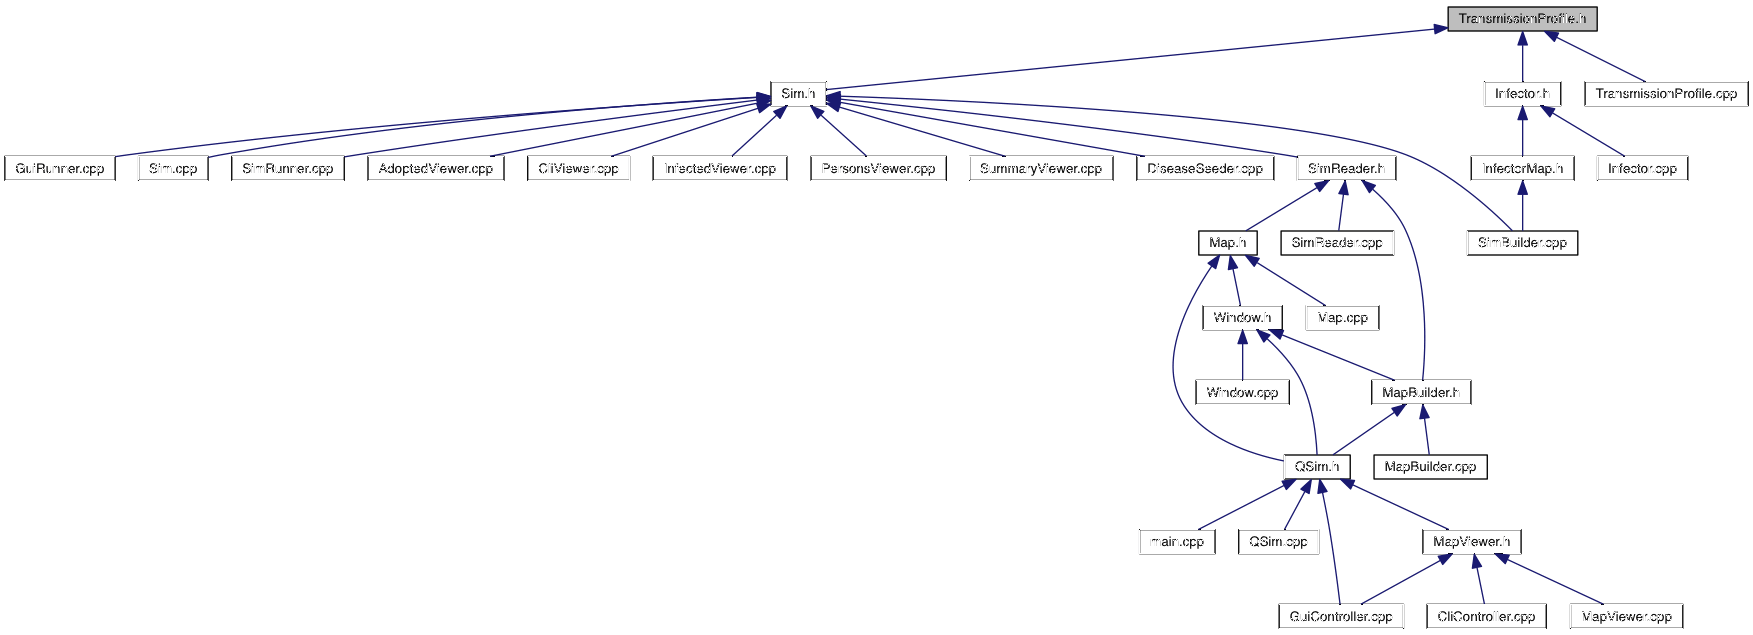 TransmissionProfile.h
Sim.h
Infector.h
TransmissionProfile.cpp
GuiRunner.cpp
Sim.cpp
SimRunner.cpp
AdoptedViewer.cpp
CliViewer.cpp
InfectedViewer.cpp
PersonsViewer.cpp
SummaryViewer.cpp
DiseaseSeeder.cpp
SimReader.h
InfectorMap.h
Infector.cpp
Map.h
SimReader.cpp
SimBuilder.cpp
Window.h
Map.cpp
Window.cpp
MapBuilder.h
QSim.h
MapBuilder.cpp
main.cpp
QSim.cpp
MapViewer.h
GuiController.cpp
CliController.cpp
MapViewer.cpp